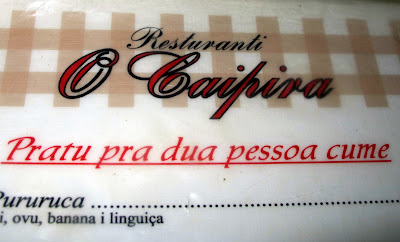 Resturanti
O Caipira
Pratu pra dua pessoa cume
Pururuca ....................................................
i, ovu, banana i linguiça